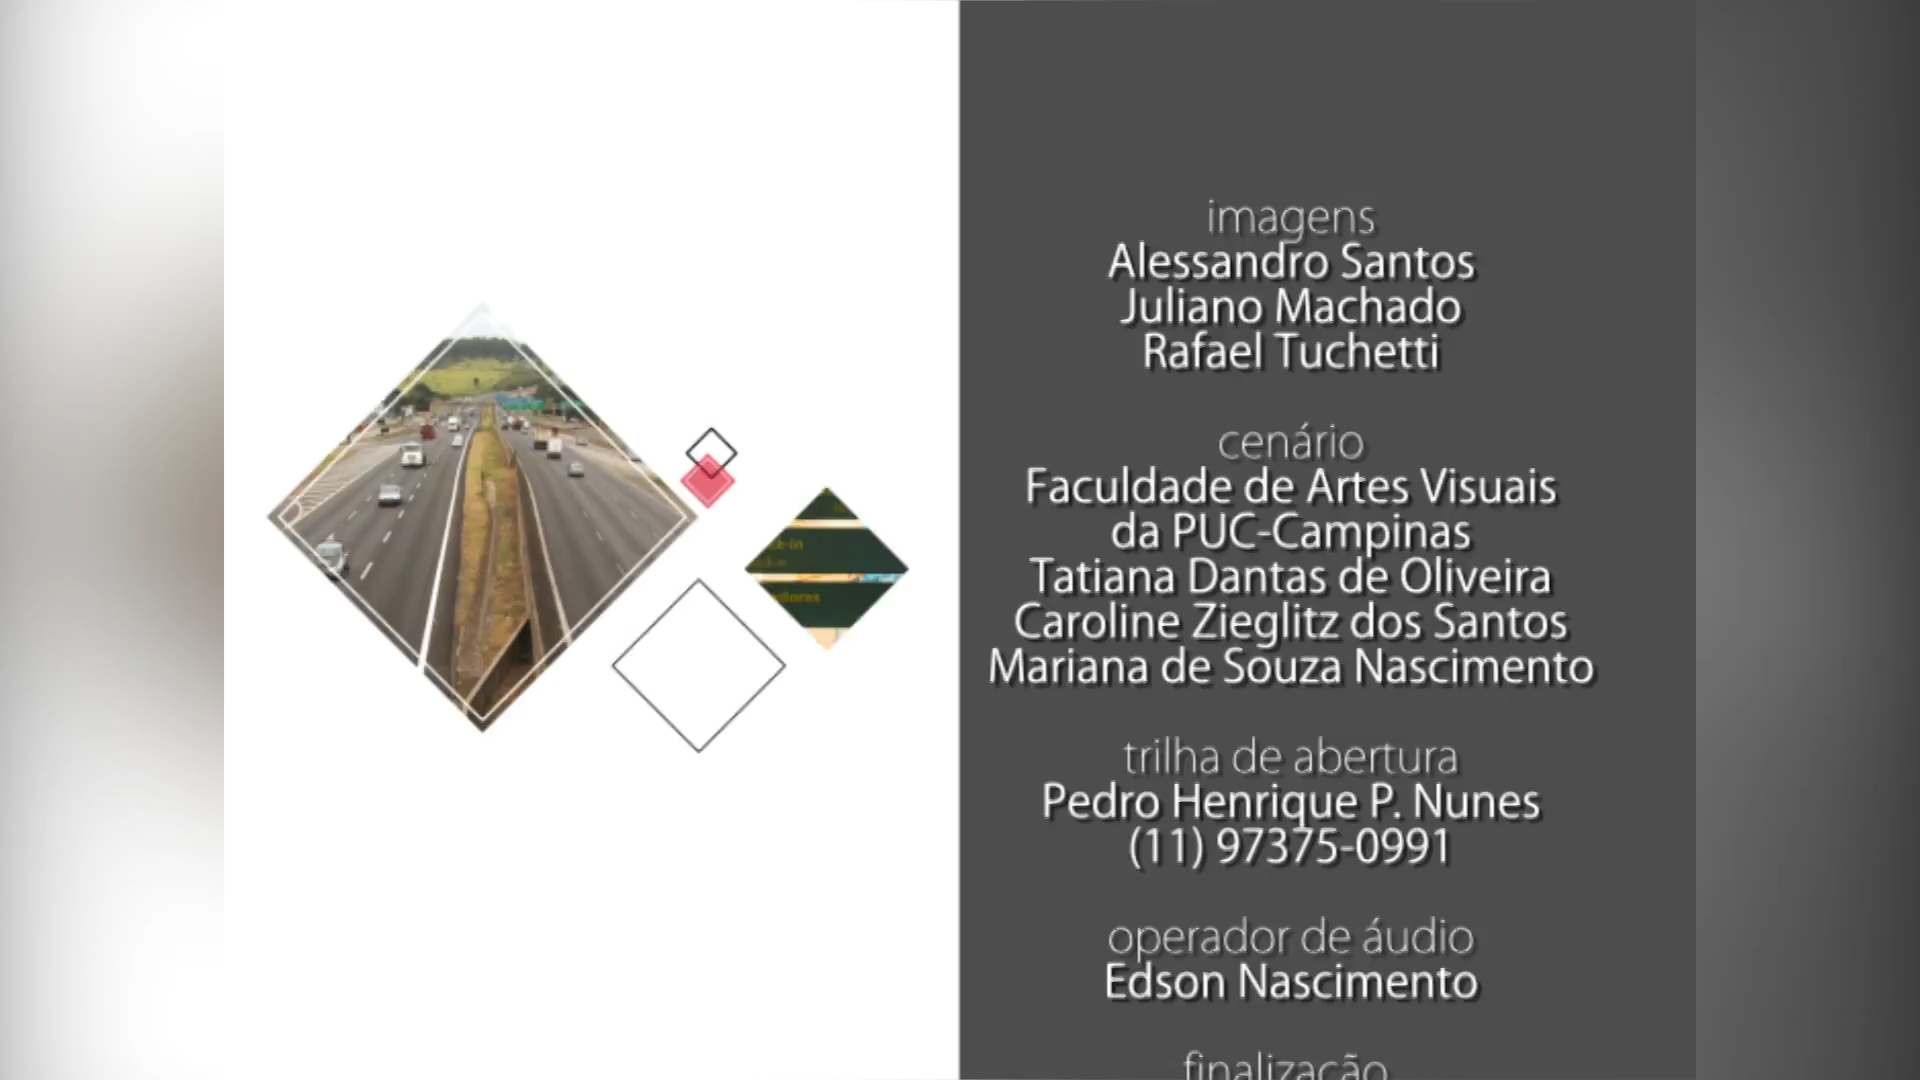 imagens
Alessandro Santos
Juliano Machado
Rafael Tuchetti
cenário
Faculdade de Artes Visuais
da PUC-Campinas
Tatiana Dantas de Oliveira
Caroline Zieglitz dos Santos
Mariana de Souza Nascimento
trilha de abertura
Pedro Henrique P. Nunes
(11) 97375-0991
operador de áudio
Edson Nascimento
finalização